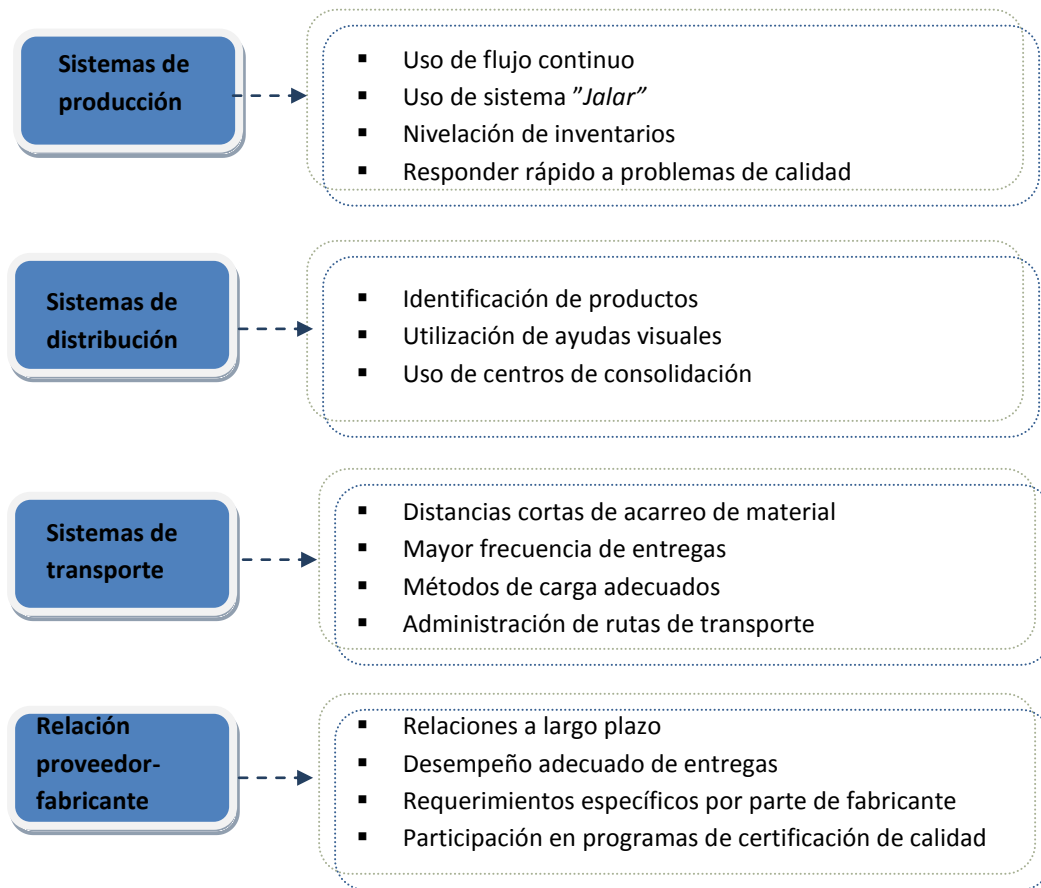 Sistemas de
producción
▪ Uso de flujo continuo
▪ Uso de sistema ”Jalar”
▪ Nivelación de inventarios
▪ Responder rápido a problemas de calidad
Sistemas de
distribución
▪ Identificación de productos
▪ Utilización de ayudas visuales
▪ Uso de centros de consolidación
Sistemas de
transporte
▪ Distancias cortas de acarreo de material
▪ Mayor frecuencia de entregas
▪ Métodos de carga adecuados
▪ Administración de rutas de transporte
Relación
proveedor-
fabricante
▪ Relaciones a largo plazo
▪ Desempeño adecuado de entregas
▪ Requerimientos específicos por parte de fabricante
▪ Participación en programas de certificación de calidad